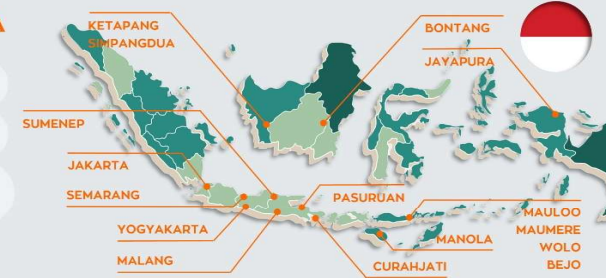 KETAPANG
SIMPANGDUA
BONTANG
JAYAPURA
SUMENEP
JAKARTA
SEMARANG
YOGYAKARTA
MALANG
PASURUAN
MANOLA
CURAHJATI
MAULOO
MAUMERE
WOLO
BEJO